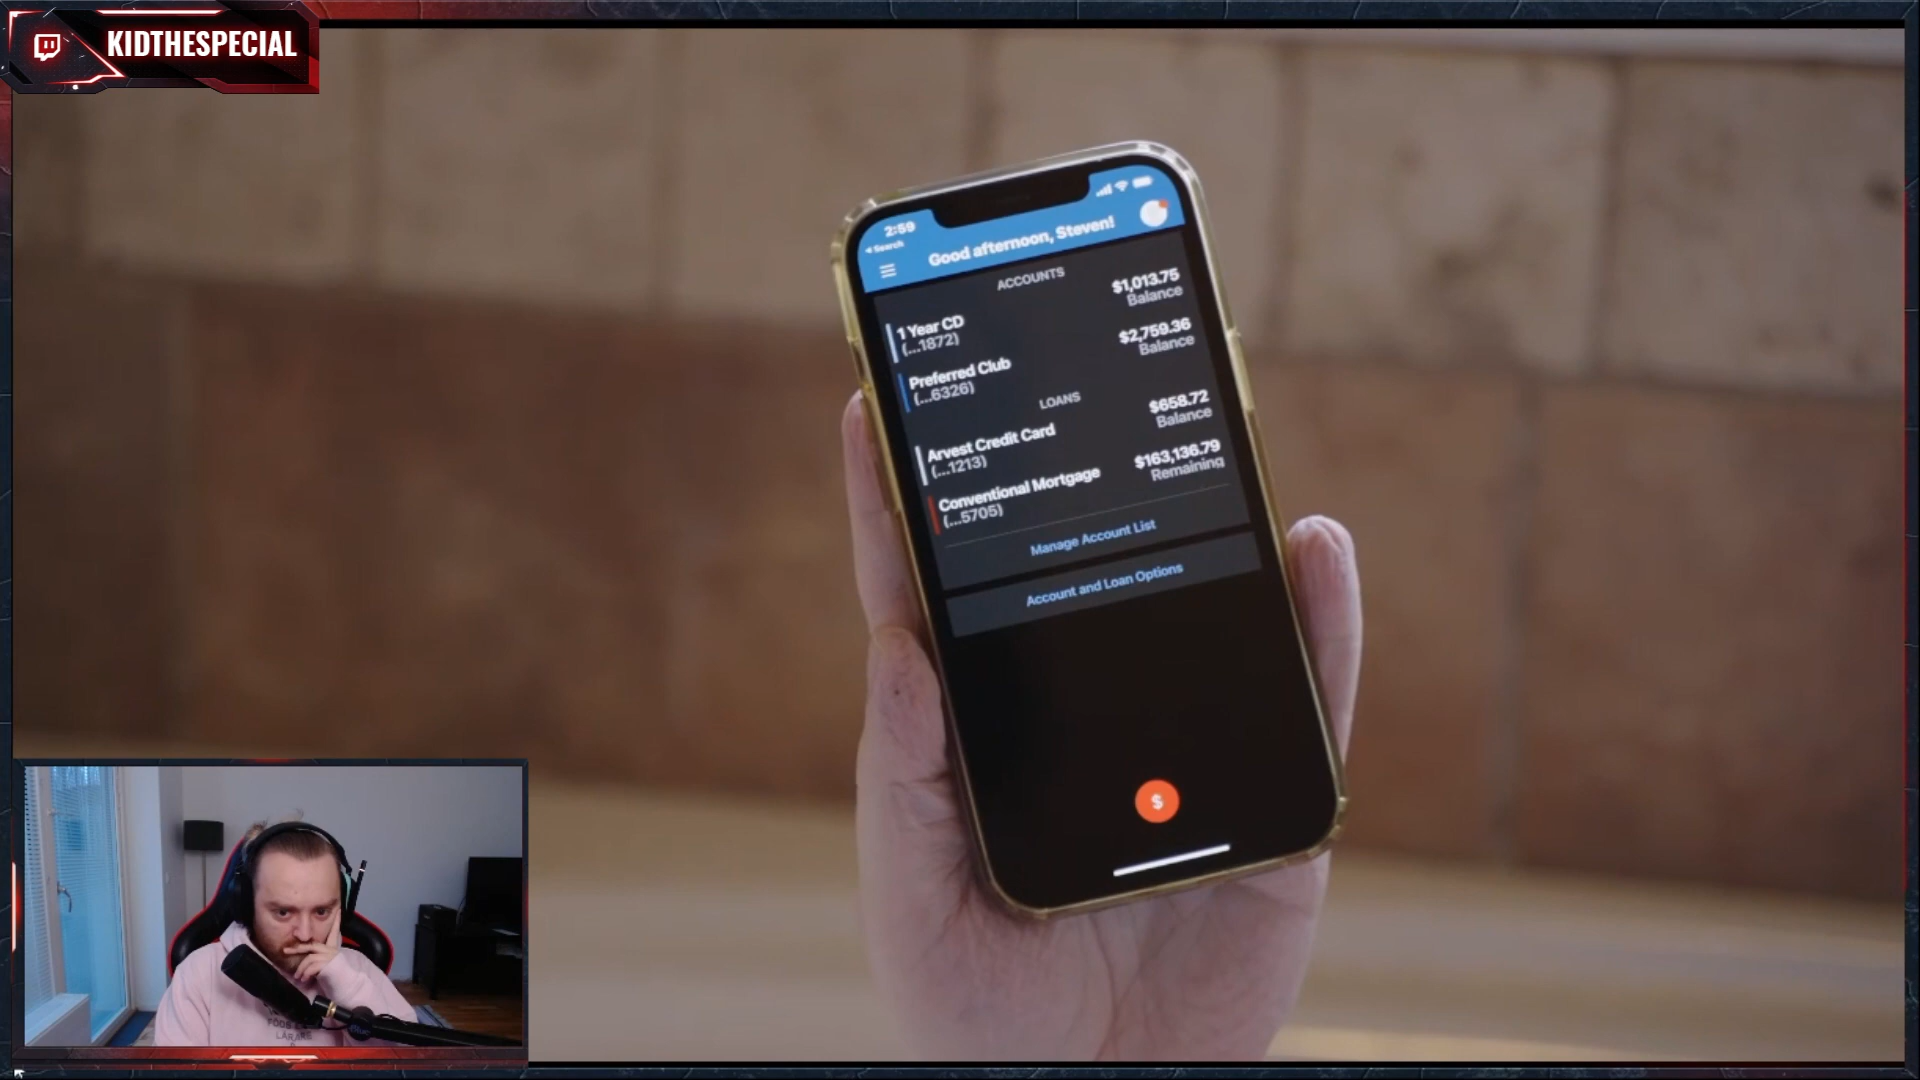 KIDTHESPECIAL
2:59
Search
Good afternoon, Steven!
ACCOUNTS
1 Year CD
(...1872)
$1,013.75
Balance
Preferred Club
(...6326)
$2,759.36
Balance
LOANS
Arvest Credit Card
(...1213)
$658.72
Balance
Conventional Mortgage
(...5705)
$163,136.79
Remaining
Manage Account List
Account and Loan Options
$
LÄRARE